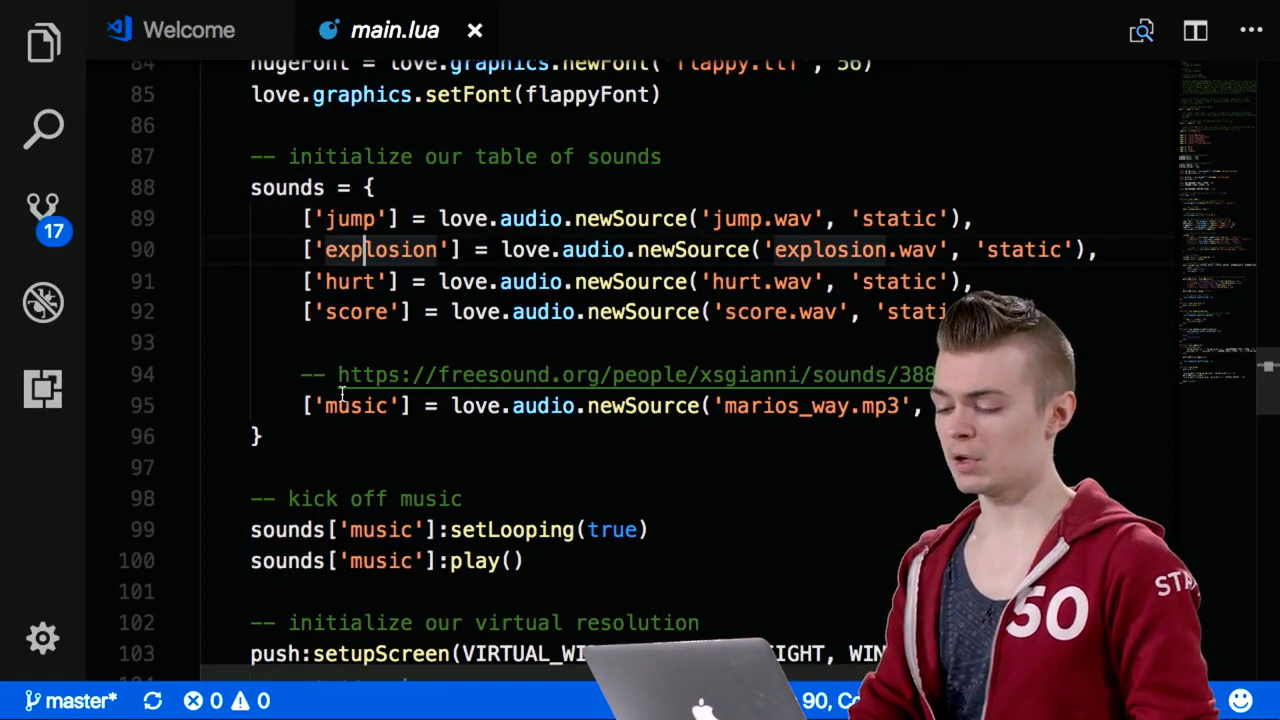 Welcome
main.lua
84 hugeFont = love.graphics.newFont('flappy.ttf', 56)
85 love.graphics.setFont(flappyFont)
86
87 -- initialize our table of sounds
88 sounds = {
89 ['jump'] = love.audio.newSource('jump.wav', 'static'),
90 ['explosion'] = love.audio.newSource('explosion.wav', 'static'),
91 ['hurt'] = love.audio.newSource('hurt.wav', 'static'),
92 ['score'] = love.audio.newSource('score.wav', 'stati
93
94 -- https://freesound.org/people/xsgianni/sounds/388
95 ['music'] = love.audio.newSource('marios_way.mp3',
96 }
97
98 -- kick off music
99 sounds['music']:setLooping(true)
100 sounds['music']:play()
101
102 -- initialize our virtual resolution
103 push:setupScreen(VIRTUAL_WI IGHT, WIN
17
50
master* 0 0 90, Co